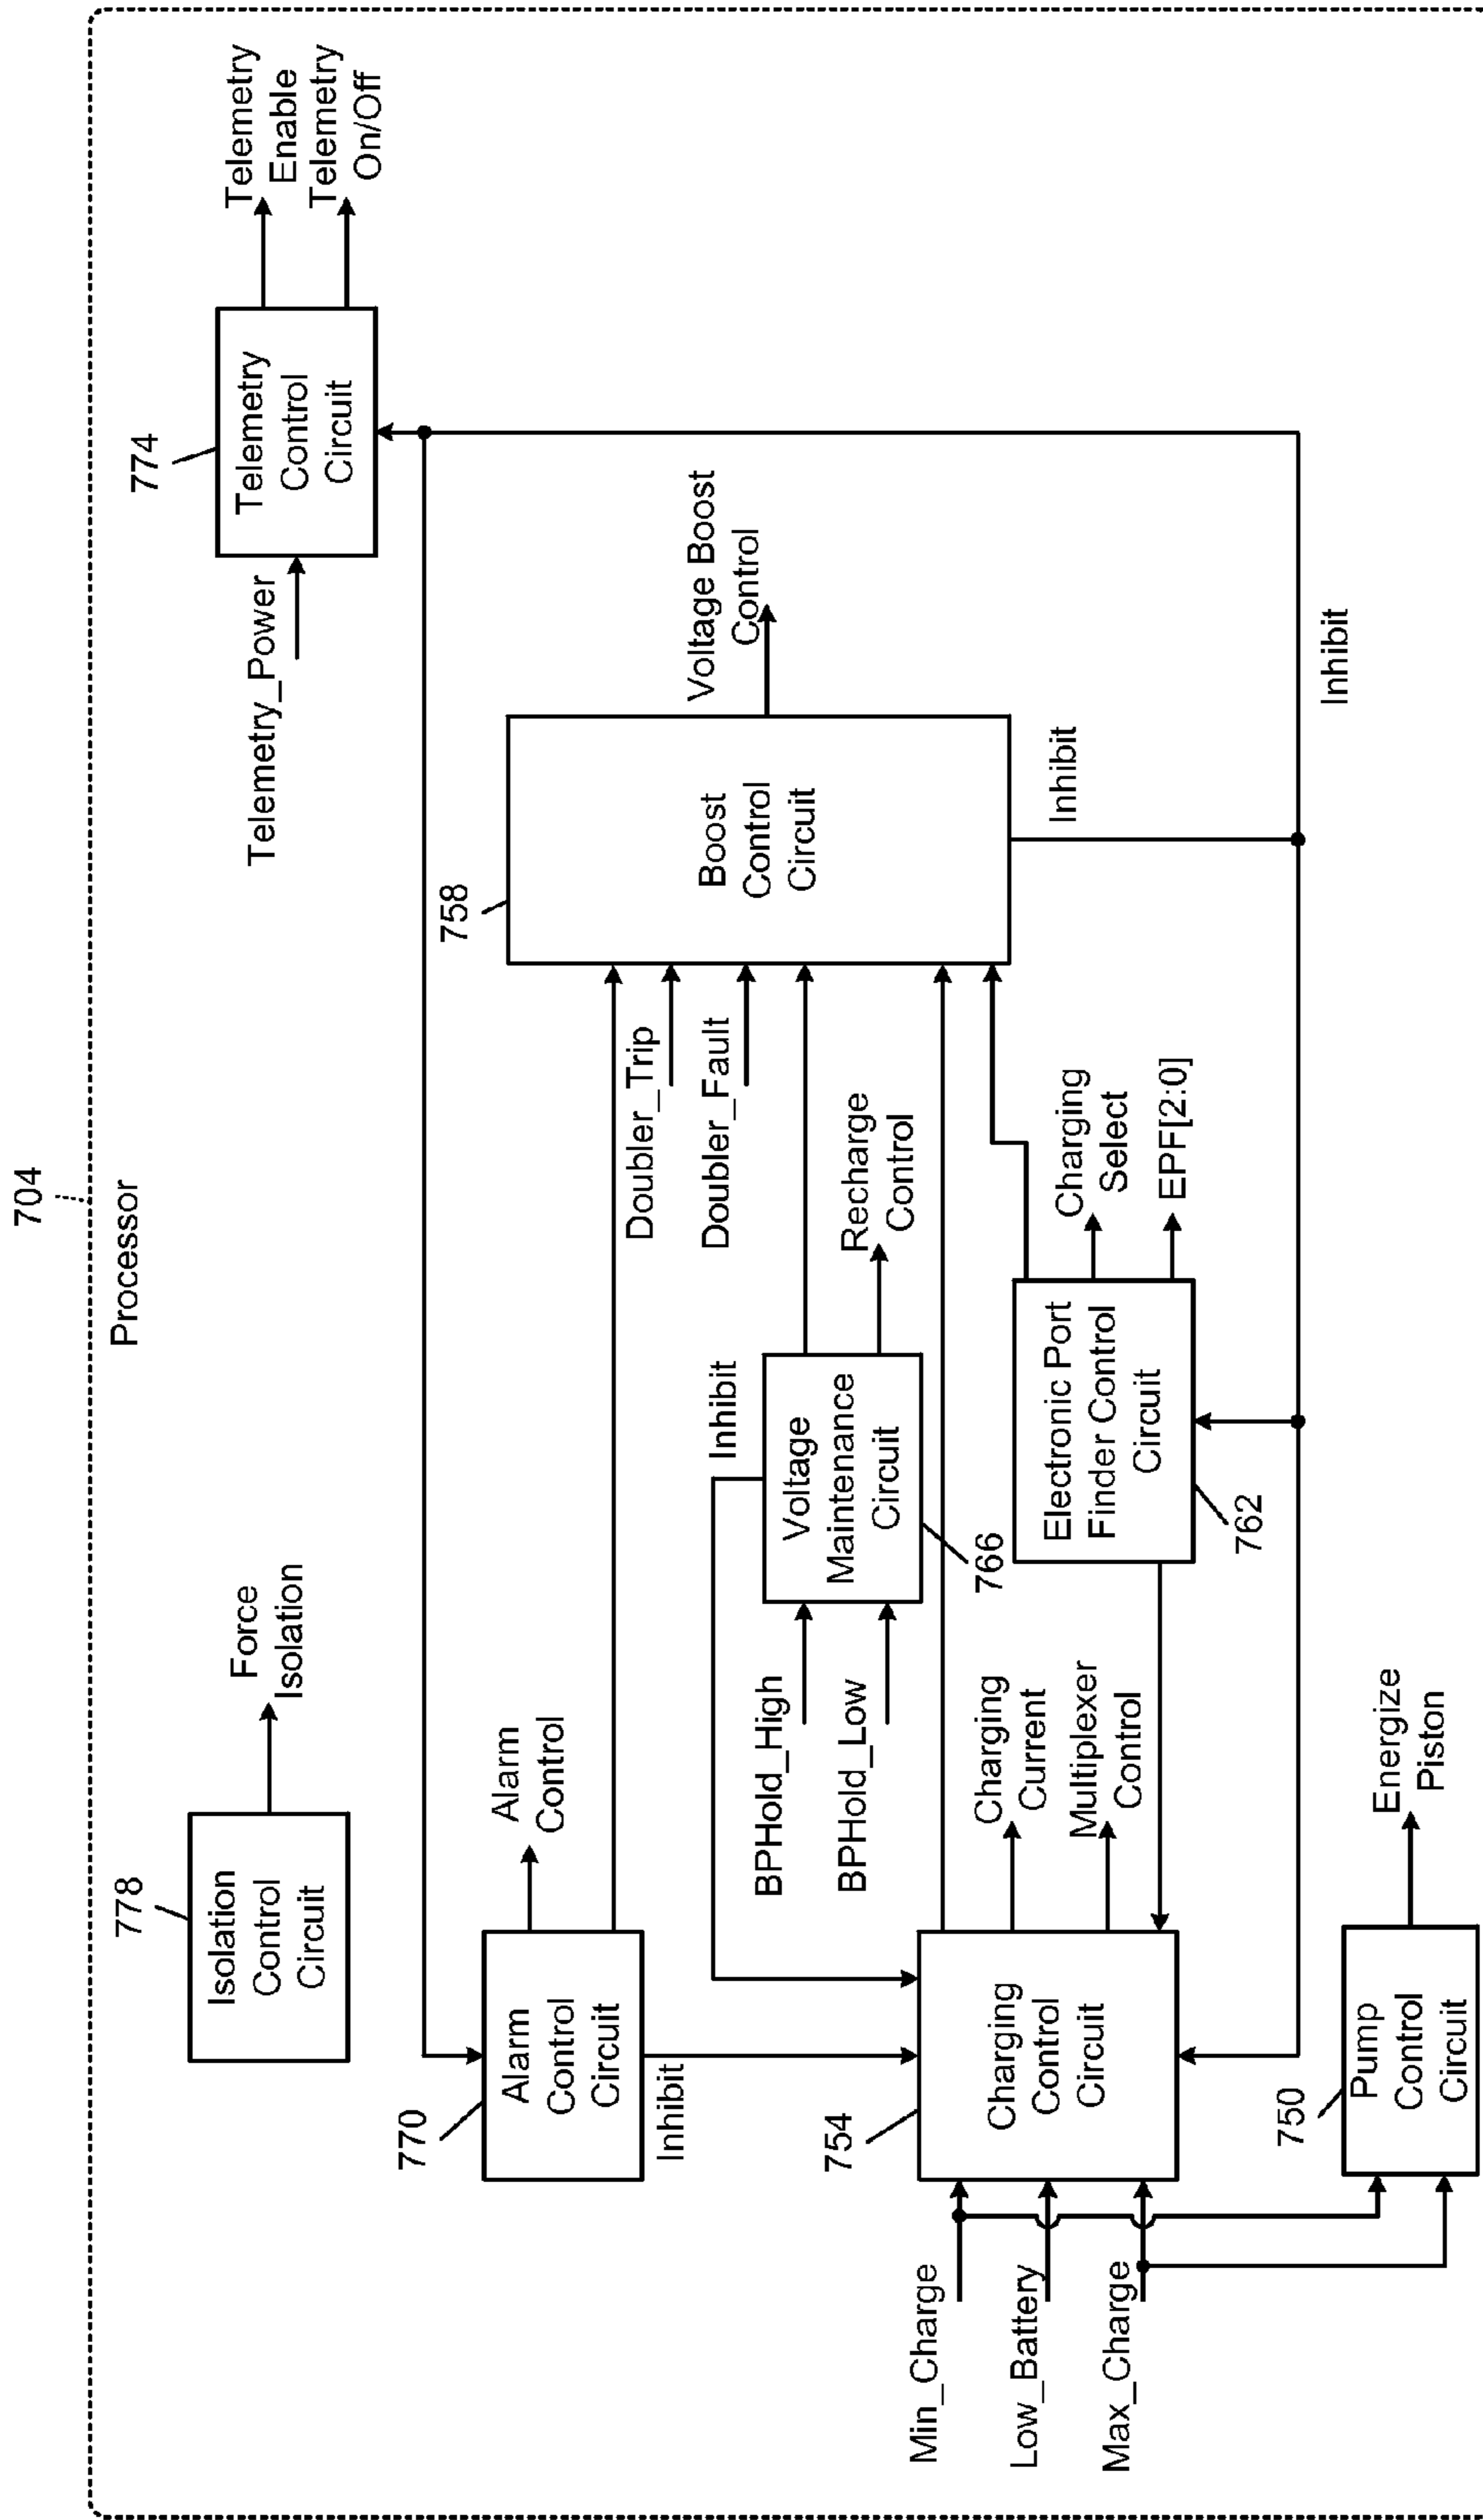 704
Processor
778
Isolation
Control
Circuit
Force
Isolation
774
Telemetry_Power
Telemetry
Control
Circuit
Telemetry
Enable
Telemetry
On/Off
770
Alarm
Control
Circuit
Alarm
Control
Inhibit
758
Boost
Control
Circuit
Doubler_Trip
Doubler_Fault
Voltage Boost
Control
Inhibit
Inhibit
BPHold_High
BPHold_Low
Voltage
Maintenance
Circuit
766
Recharge
Control
754
Min_Charge
Low_Battery
Max_Charge
Charging
Control
Circuit
Charging
Current
Multiplexer
Control
Electronic Port
Finder Control
Circuit
762
Charging
Select
EPF[2:0]
Inhibit
750
Pump
Control
Circuit
Energize
Piston